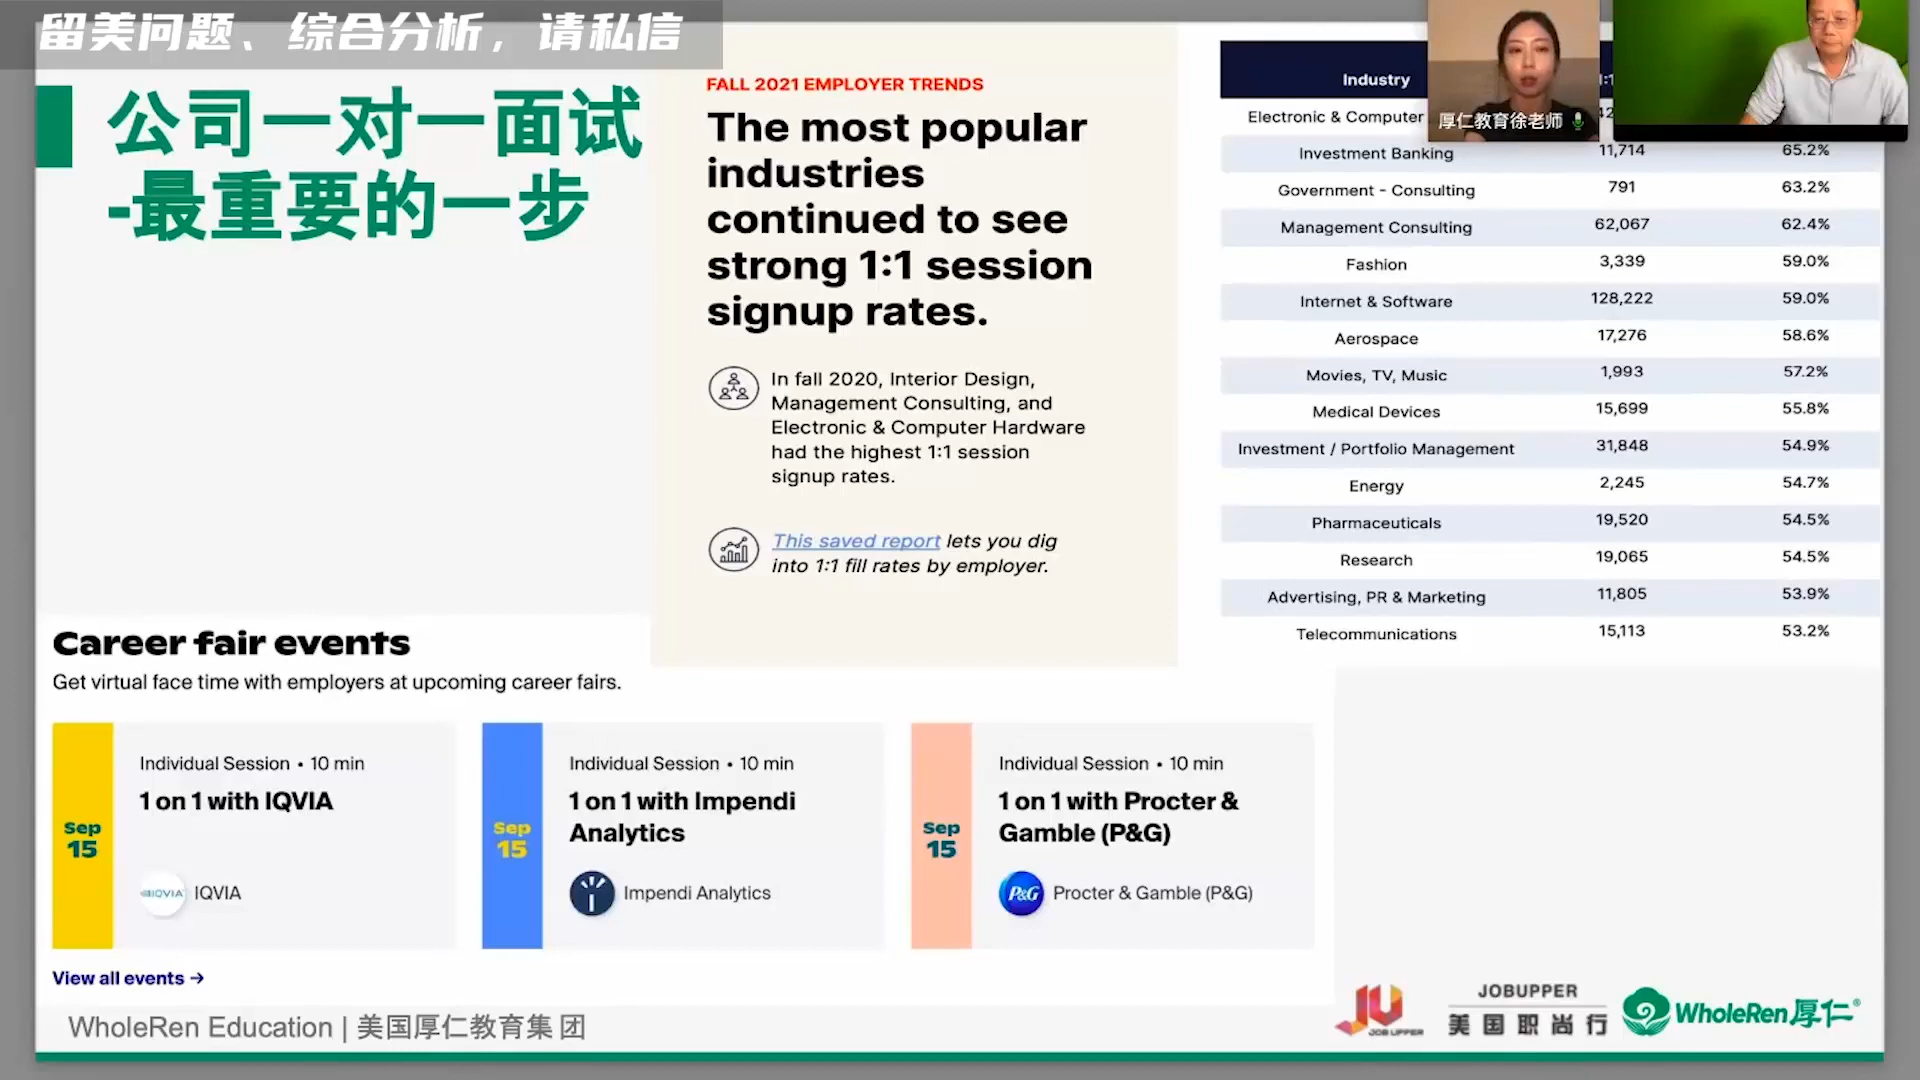 留美问题、综合分析，请私信
公司一对一面试
-最重要的一步
FALL 2021 EMPLOYER TRENDS
The most popular
industries
continued to see
strong 1:1 session
signup rates.
In fall 2020, Interior Design,
Management Consulting, and
Electronic & Computer Hardware
had the highest 1:1 session
signup rates.
This saved report lets you dig
into 1:1 fill rates by employer.
Industry
Electronic & Computer
Investment Banking 11,714 65.2%
Government - Consulting 791 63.2%
Management Consulting 62,067 62.4%
Fashion 3,339 59.0%
Internet & Software 128,222 59.0%
Aerospace 17,276 58.6%
Movies, TV, Music 1,993 57.2%
Medical Devices 15,699 55.8%
Investment / Portfolio Management 31,848 54.9%
Energy 2,245 54.7%
Pharmaceuticals 19,520 54.5%
Research 19,065 54.5%
Advertising, PR & Marketing 11,805 53.9%
Telecommunications 15,113 53.2%
厚仁教育徐老师
Career fair events
Get virtual face time with employers at upcoming career fairs.
Sep
15
Individual Session • 10 min
1 on 1 with IQVIA
IQVIA
IQVIA
Sep
15
Individual Session • 10 min
1 on 1 with Impendi
Analytics
Impendi Analytics
Sep
15
Individual Session • 10 min
1 on 1 with Procter &
Gamble (P&G)
P&G
Procter & Gamble (P&G)
View all events →
WholeRen Education | 美国厚仁教育集团
JU
JOB UPPER
JOBUPPER
美国职尚行
WholeRen厚仁®